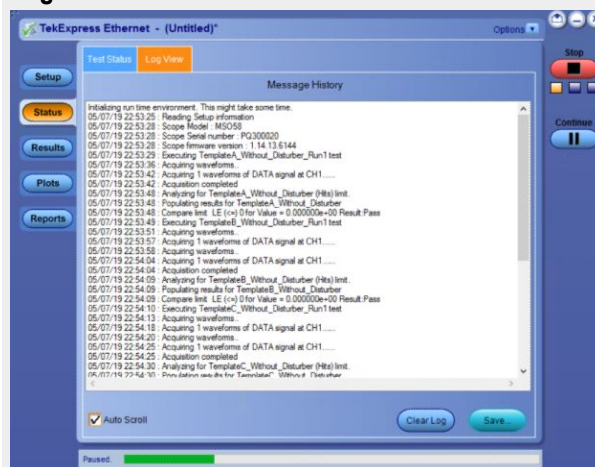 TekExpress Ethernet - (Untitled)*
Options
Test Status
Log View
Stop
Setup
Status
Results
Plots
Reports
Continue
Message History
Initializing run time environment. This might take some time.
05/07/19 22:53:25 : Reading Setup information
05/07/19 22:53:28 : Scope Model : MSO58
05/07/19 22:53:28 : Scope Serial number : PQ300020
05/07/19 22:53:28 : Scope firmware version : 1.14.13.6144
05/07/19 22:53:29 : Executing TemplateA_Without_Disturber_Run1 test
05/07/19 22:53:36 : Acquiring waveforms..
05/07/19 22:53:42 : Acquiring 1 waveforms of DATA signal at CH1......
05/07/19 22:53:42 : Acquisition completed
05/07/19 22:53:48 : Analyzing for TemplateA_Without_Disturber (Hits) limit.
05/07/19 22:53:48 : Populating results for TemplateA_Without_Disturber
05/07/19 22:53:48 : Compare limit LE (<=) 0 for Value = 0.000000e+00 Result:Pass
05/07/19 22:53:49 : Executing TemplateB_Without_Disturber_Run1 test
05/07/19 22:53:51 : Acquiring waveforms..
05/07/19 22:53:57 : Acquiring 1 waveforms of DATA signal at CH1......
05/07/19 22:53:58 : Acquiring waveforms..
05/07/19 22:54:04 : Acquiring 1 waveforms of DATA signal at CH1......
05/07/19 22:54:04 : Acquisition completed
05/07/19 22:54:09 : Analyzing for TemplateB_Without_Disturber (Hits) limit.
05/07/19 22:54:09 : Populating results for TemplateB_Without_Disturber
05/07/19 22:54:09 : Compare limit LE (<=) 0 for Value = 0.000000e+00 Result:Pass
05/07/19 22:54:10 : Executing TemplateC_Without_Disturber_Run1 test
05/07/19 22:54:13 : Acquiring waveforms..
05/07/19 22:54:18 : Acquiring 1 waveforms of DATA signal at CH1......
05/07/19 22:54:20 : Acquiring waveforms..
05/07/19 22:54:25 : Acquiring 1 waveforms of DATA signal at CH1......
05/07/19 22:54:25 : Acquisition completed
05/07/19 22:54:30 : Analyzing for TemplateC_Without_Disturber (Hits) limit.
05/07/19 22:54:30 : Populating results for TemplateC_Without_Disturber
Auto Scroll
Clear Log
Save...
Paused.